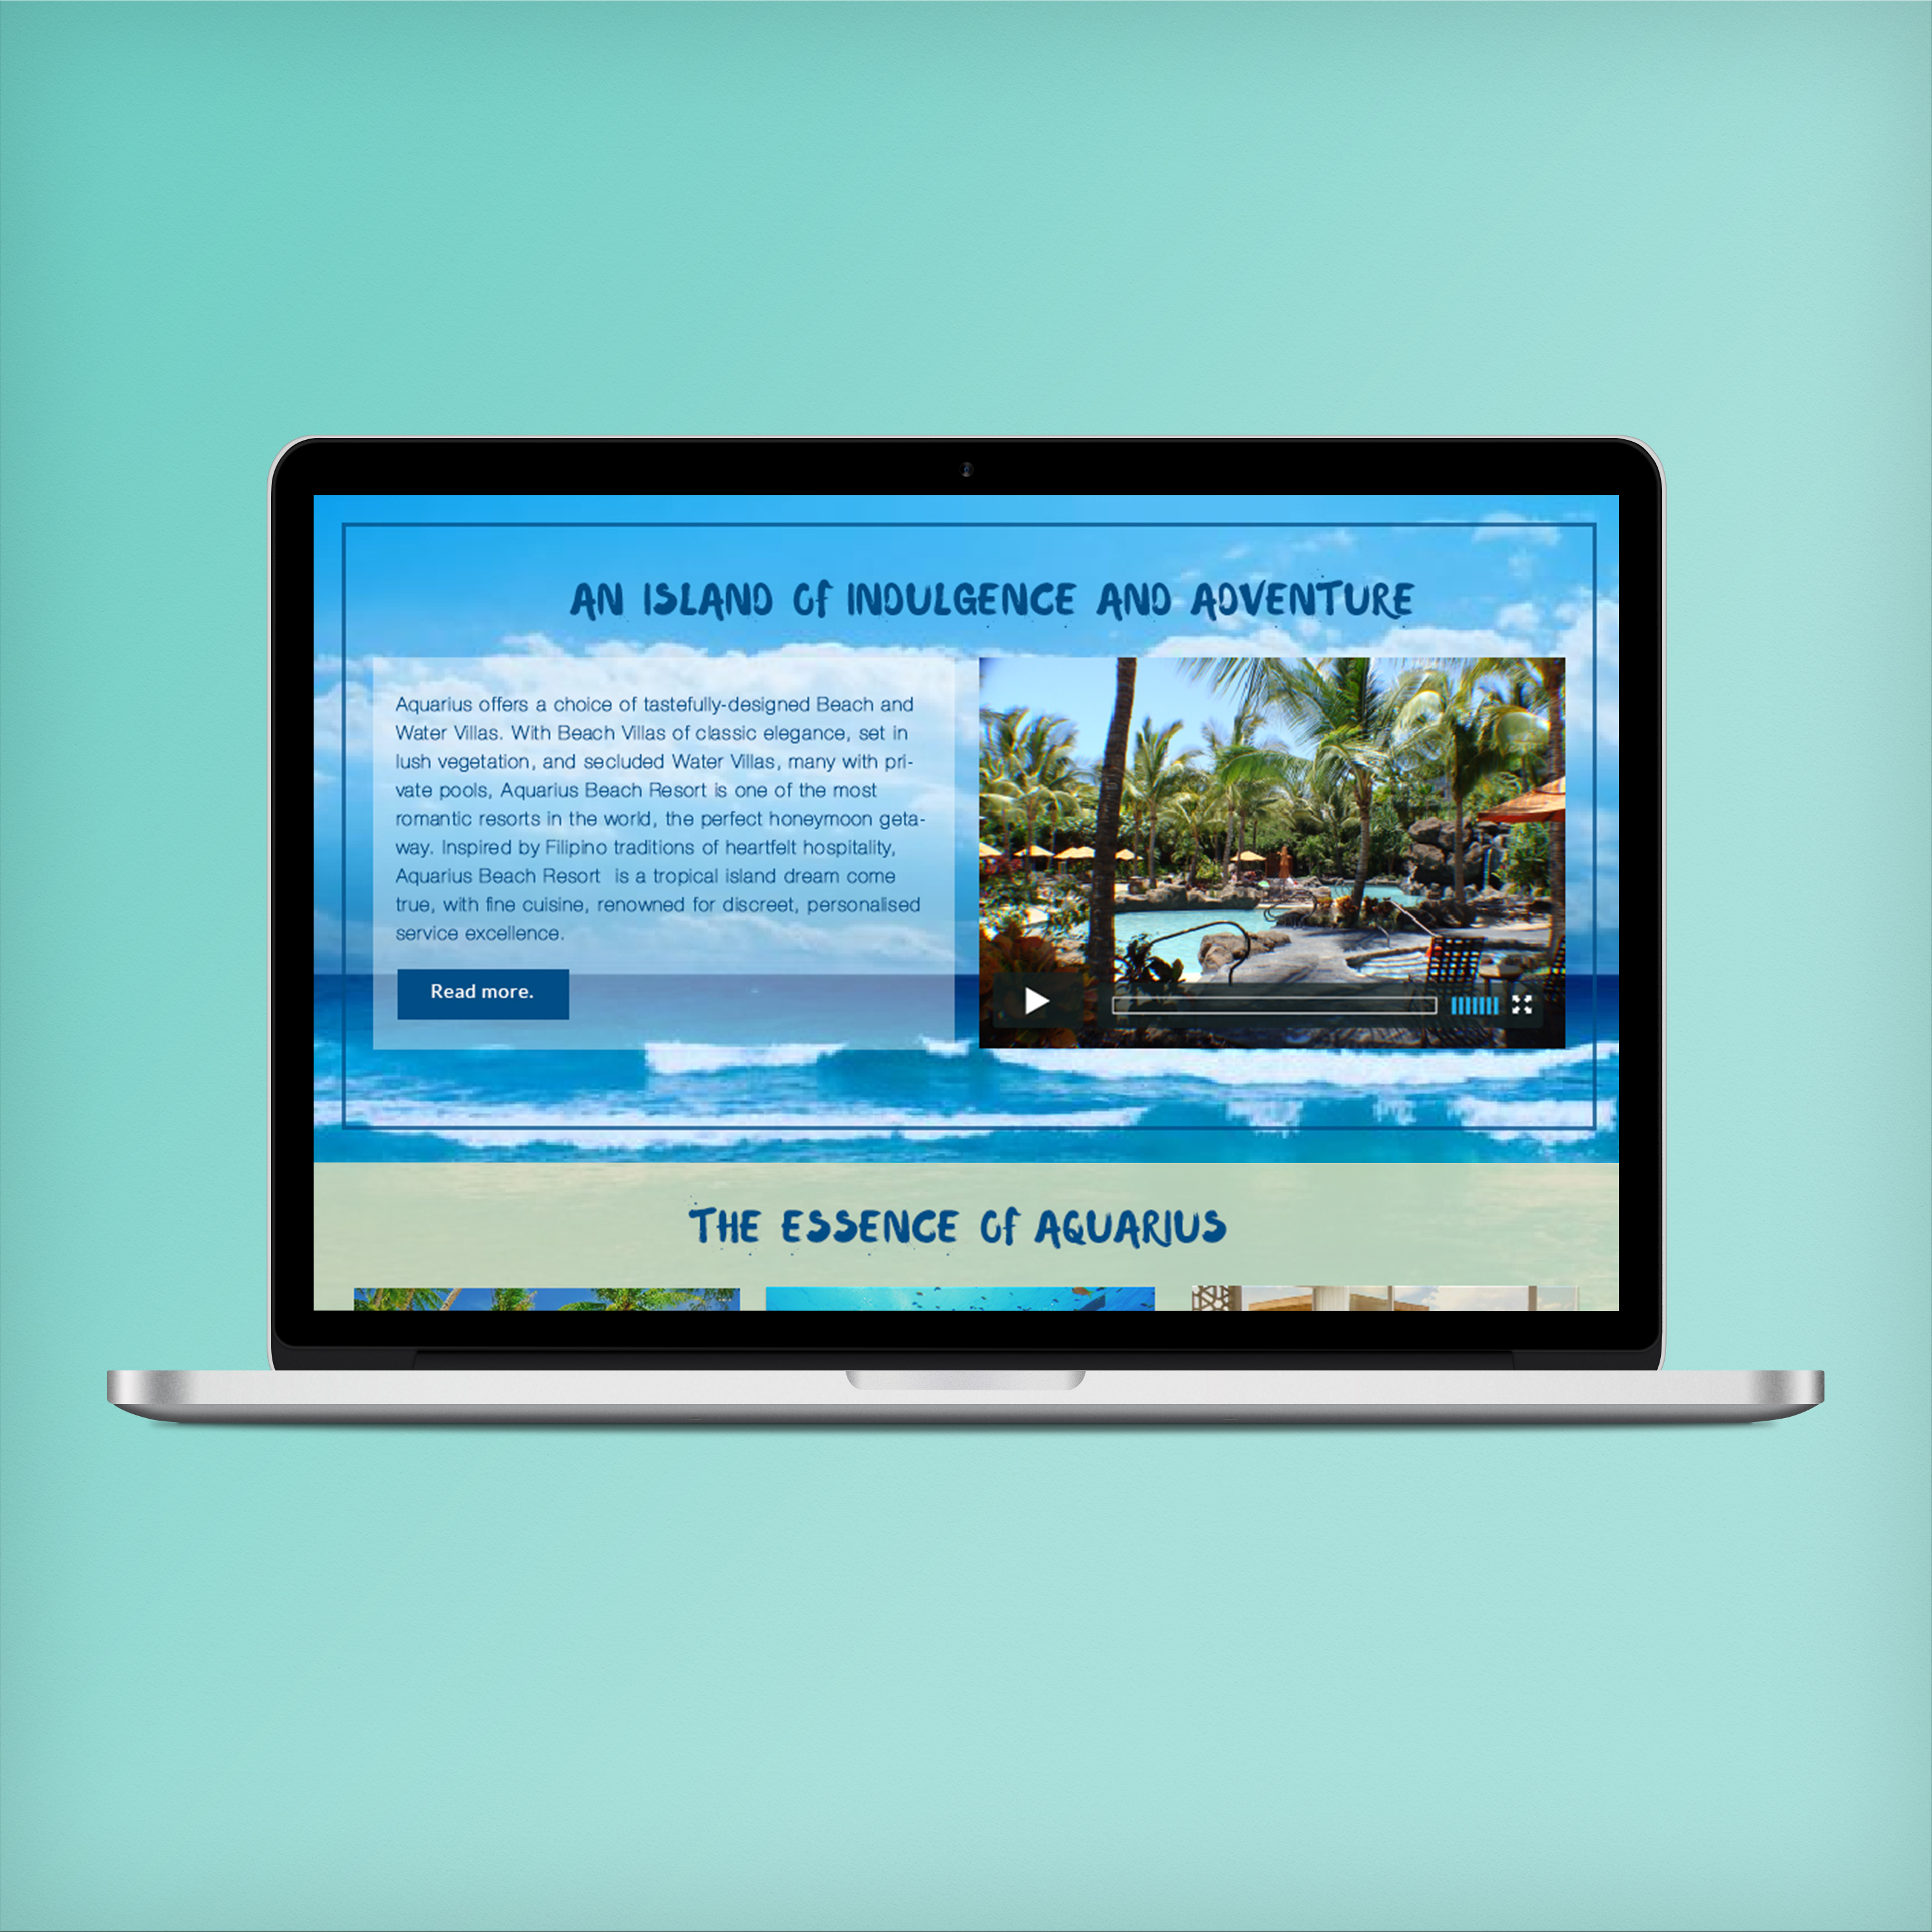 AN ISLAND Of INDULGENCE AND ADVENTURE
Aquarius offers a choice of tastefully-designed Beach and
Water Villas. With Beach Villas of classic elegance, set in
lush vegetation, and secluded Water Villas, many with pri-
vate pools, Aquarius Beach Resort is one of the most
romantic resorts in the world, the perfect honeymoon geta-
way. Inspired by Filipino traditions of heartfelt hospitality,
Aquarius Beach Resort  is a tropical island dream come
true, with fine cuisine, renowned for discreet, personalised
service excellence.
Read more.
THE ESSENCE Of AQUARIUS